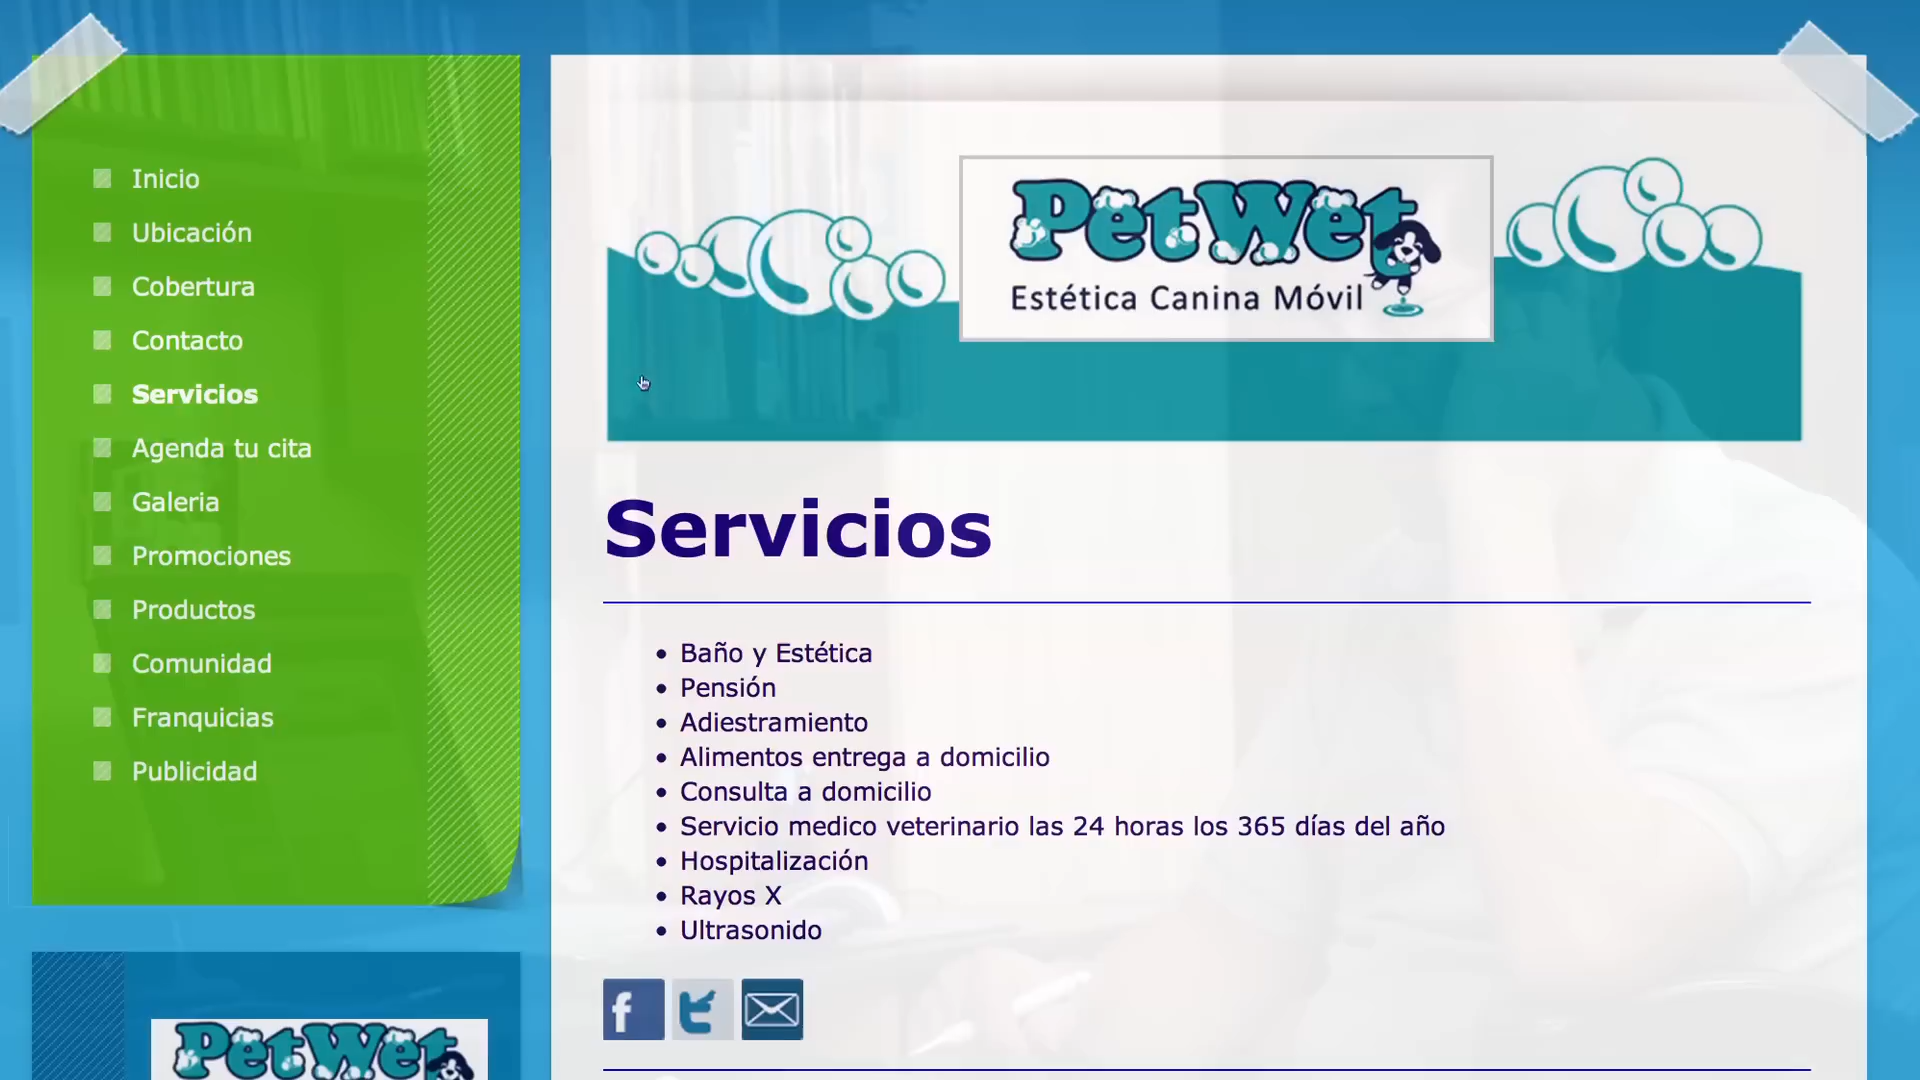 Inicio
Ubicación
Cobertura
Contacto
Servicios
Agenda tu cita
Galeria
Promociones
Productos
Comunidad
Franquicias
Publicidad
PetWet
PetWet
Estética Canina Móvil
Servicios
Baño y Estética
Pensión
Adiestramiento
Alimentos entrega a domicilio
Consulta a domicilio
Servicio medico veterinario las 24 horas los 365 días del año
Hospitalización
Rayos X
Ultrasonido